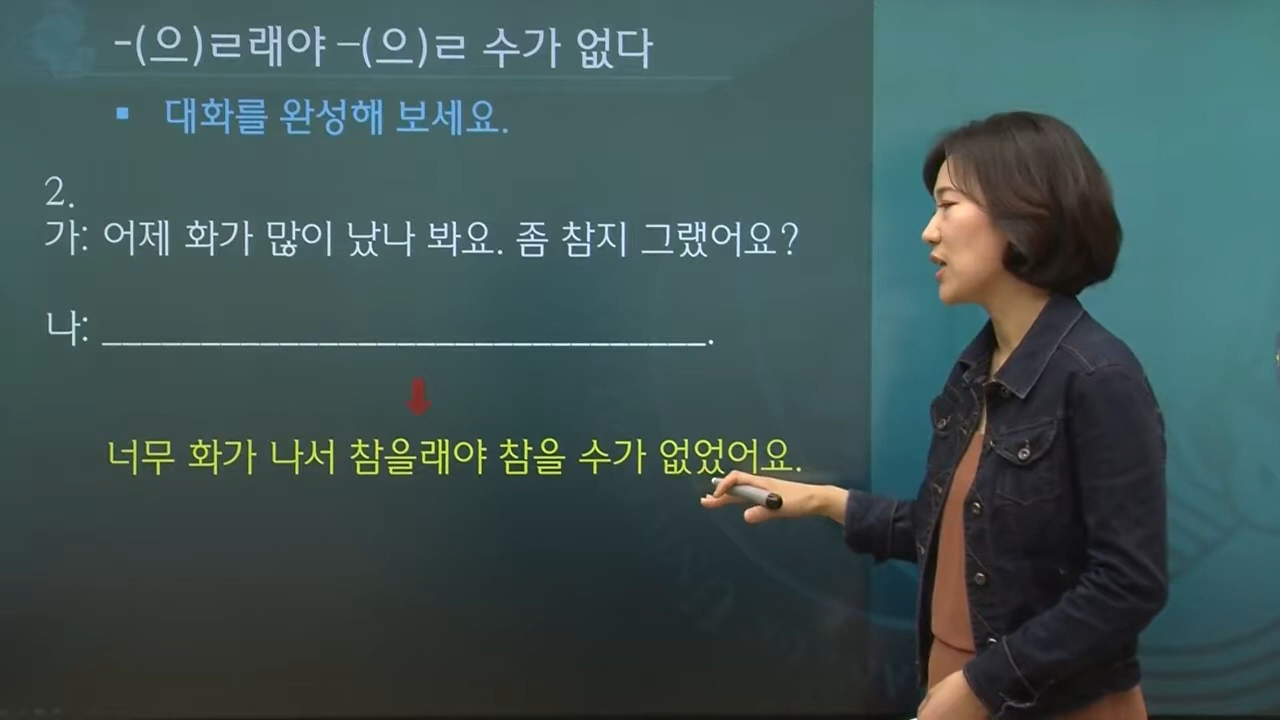 -(으)ㄹ래야 –(으)ㄹ 수가 없다
▪ 대화를 완성해 보세요.
2.
가: 어제 화가 많이 났나 봐요. 좀 참지 그랬어요?
나: ________________________________.
너무 화가 나서 참을래야 참을 수가 없었어요.